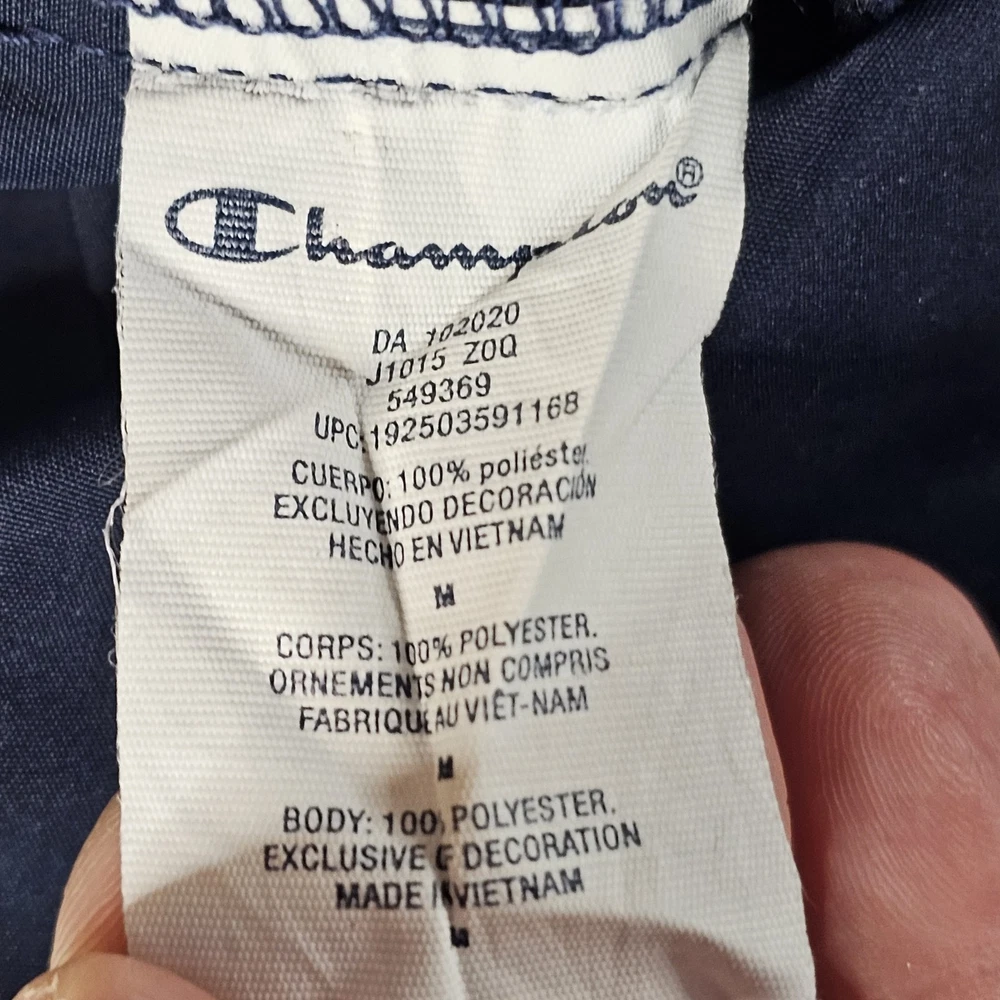 Champion®
DA 102020
J1015 Z0Q
549369
UPC:192503591168
CUERPO: 100% poliéster.
EXCLUYENDO DECORACIÓN
HECHO EN VIETNAM
M
CORPS: 100% POLYESTER.
ORNEMENTS NON COMPRIS
FABRIQUE AU VIÊT-NAM
M
BODY: 100 POLYESTER.
EXCLUSIVE OF DECORATION
MADE IN VIETNAM
M